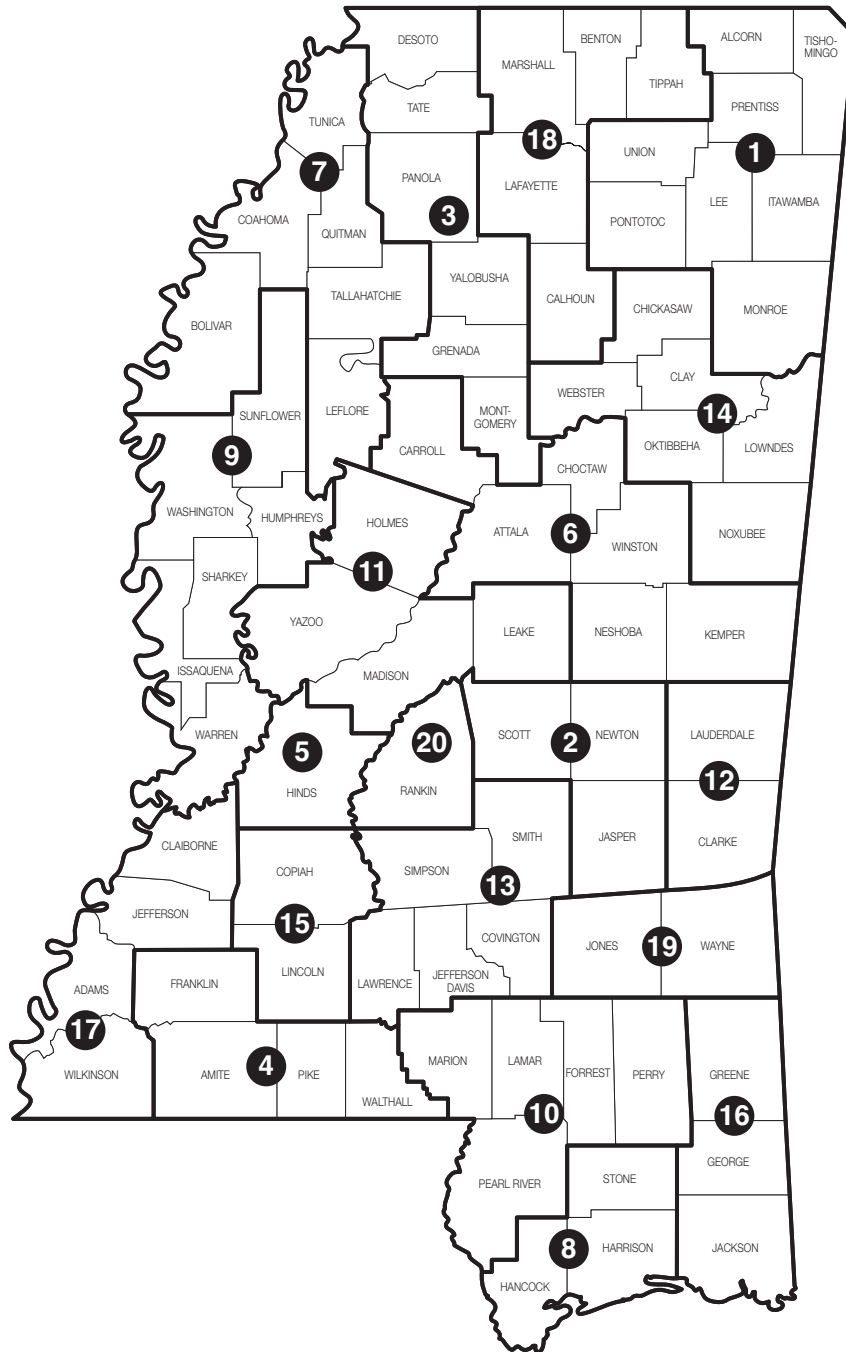 DESOTO
MARSHALL
BENTON
TIPPAH
ALCORN
TISHO-
MINGO
TATE
TUNICA
PRENTISS
18
1
UNION
7
PANOLA
LAFAYETTE
3
LEE
ITAWAMBA
COAHOMA
QUITMAN
PONTOTOC
YALOBUSHA
TALLAHATCHIE
CALHOUN
CHICKASAW
MONROE
BOLIVAR
GRENADA
CLAY
WEBSTER
SUNFLOWER
LEFLORE
MONT-
GOMERY
14
CARROLL
OKTIBBEHA
LOWNDES
9
CHOCTAW
WASHINGTON
HUMPHREYS
HOLMES
ATTALA
6
WINSTON
NOXUBEE
SHARKEY
11
YAZOO
LEAKE
NESHOBA
KEMPER
ISSAQUENA
MADISON
WARREN
5
20
SCOTT
2
NEWTON
LAUDERDALE
HINDS
RANKIN
12
CLAIBORNE
SMITH
JASPER
CLARKE
COPIAH
SIMPSON
13
JEFFERSON
15
COVINGTON
JONES
19
WAYNE
ADAMS
FRANKLIN
LINCOLN
LAWRENCE
JEFFERSON
DAVIS
17
WILKINSON
AMITE
4
PIKE
WALTHALL
MARION
LAMAR
FORREST
PERRY
GREENE
10
16
GEORGE
PEARL RIVER
STONE
8
HARRISON
JACKSON
HANCOCK